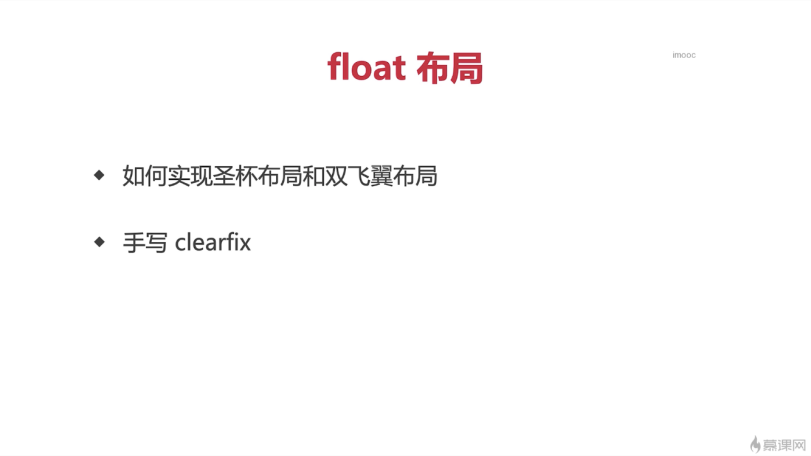 float 布局
imooc
如何实现圣杯布局和双飞翼布局
手写 clearfix
慕课网